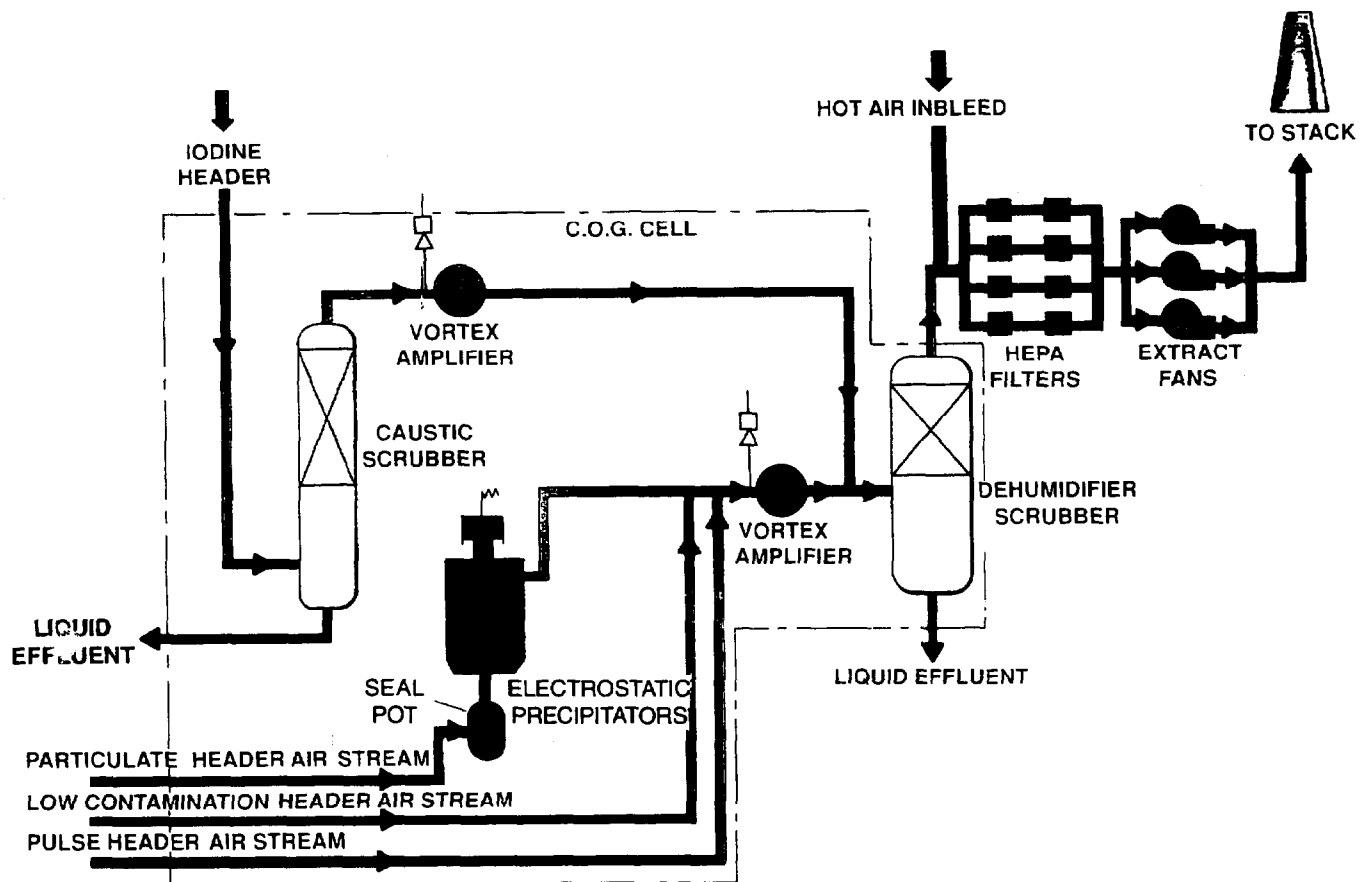 HOT AIR INBLEED
TO STACK
IODINE
HEADER
C.O.G. CELL
VORTEX
AMPLIFIER
HEPA
FILTERS
EXTRACT
FANS
CAUSTIC
SCRUBBER
DEHUMIDIFIER
SCRUBBER
VORTEX
AMPLIFIER
LIQUID
EFFLUENT
LIQUID EFFLUENT
SEAL
POT
ELECTROSTATIC
PRECIPITATORS
PARTICULATE HEADER AIR STREAM
LOW CONTAMINATION HEADER AIR STREAM
PULSE HEADER AIR STREAM